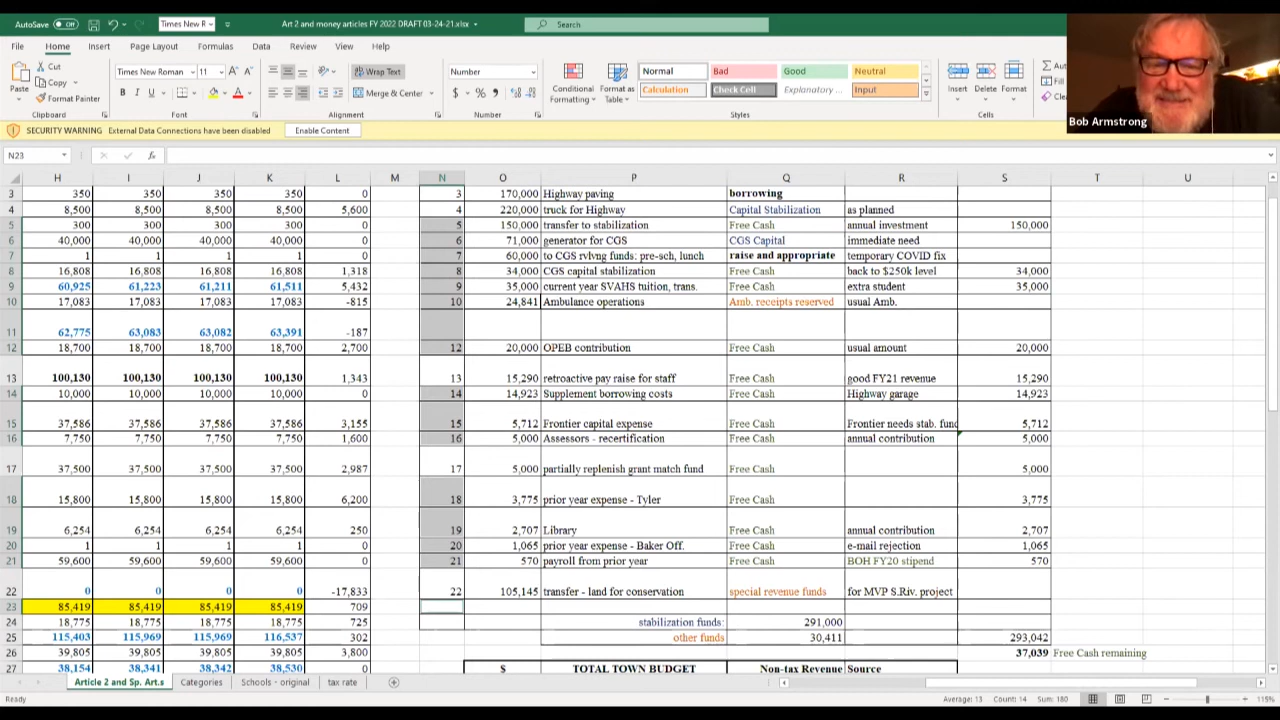 AutoSave Off Times New R Art 2 and money articles FY 2022 DRAFT 03-24-21.xlsx Search
File Home Insert Page Layout Formulas Data Review View Help
Paste Cut Copy Format Painter Clipboard
Times New Roman 11 B I U Font
Wrap Text Merge & Center Alignment
Number $ % Number
Conditional Formatting Format as Table
Normal Bad Good Neutral
Calculation Check Cell Explanatory ... Input
Styles
Insert Delete Format Cells
Bob Armstrong
SECURITY WARNING External Data Connections have been disabled Enable Content
N23 fx
H I J K L M N O P Q R S T U
3 350 350 350 350 0 3 170,000 Highway paving borrowing
4 8,500 8,500 8,500 8,500 5,600 4 220,000 truck for Highway Capital Stabilization as planned
5 300 300 300 300 0 5 150,000 transfer to stabilization Free Cash annual investment 150,000
6 40,000 40,000 40,000 40,000 0 6 71,000 generator for CGS CGS Capital immediate need
7 1 1 1 1 0 7 60,000 to CGS rvlvng funds: pre-sch, lunch raise and appropriate temporary COVID fix
8 16,808 16,808 16,808 16,808 1,318 8 34,000 CGS capital stabilization Free Cash back to $250k level 34,000
9 60,925 61,223 61,211 61,511 5,432 9 35,000 current year SVAHS tuition, trans. Free Cash extra student 35,000
10 17,083 17,083 17,083 17,083 -815 10 24,841 Ambulance operations Amb. receipts reserved usual Amb.
11 62,775 63,083 63,082 63,391 -187
12 18,700 18,700 18,700 18,700 2,700 12 20,000 OPEB contribution Free Cash usual amount 20,000
13 100,130 100,130 100,130 100,130 1,343 13 15,290 retroactive pay raise for staff Free Cash good FY21 revenue 15,290
14 10,000 10,000 10,000 10,000 0 14 14,923 Supplement borrowing costs Free Cash Highway garage 14,923
15 37,586 37,586 37,586 37,586 3,155 15 5,712 Frontier capital expense Free Cash Frontier needs stab. fund 5,712
16 7,750 7,750 7,750 7,750 1,600 16 5,000 Assessors - recertification Free Cash annual contribution 5,000
17 37,500 37,500 37,500 37,500 2,987 17 5,000 partially replenish grant match fund Free Cash 5,000
18 15,800 15,800 15,800 15,800 6,200 18 3,775 prior year expense - Tyler Free Cash 3,775
19 6,254 6,254 6,254 6,254 250 19 2,707 Library Free Cash annual contribution 2,707
20 1 1 1 1 0 20 1,065 prior year expense - Baker Off. Free Cash e-mail rejection 1,065
21 59,600 59,600 59,600 59,600 0 21 570 payroll from prior year Free Cash BOH FY20 stipend 570
22 0 0 0 0 -17,833 22 105,145 transfer - land for conservation special revenue funds for MVP S.Riv. project
23 85,419 85,419 85,419 85,419 709
24 18,775 18,775 18,775 18,775 725 stabilization funds: 291,000
25 115,403 115,969 115,969 116,537 302 other funds 30,411 293,042
26 39,805 39,805 39,805 39,805 3,800 37,039 Free Cash remaining
27 38,154 38,341 38,342 38,530 0 $ TOTAL TOWN BUDGET Non-tax Revenue Source
Article 2 and Sp. Art.s Categories Schools - original tax rate
Ready Average: 13 Count: 14 Sum: 180 115%